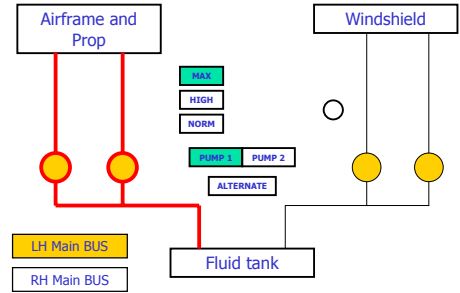 Airframe and
Prop
Windshield
MAX
HIGH
NORM
PUMP 1 PUMP 2
ALTERNATE
LH Main BUS
Fluid tank
RH Main BUS